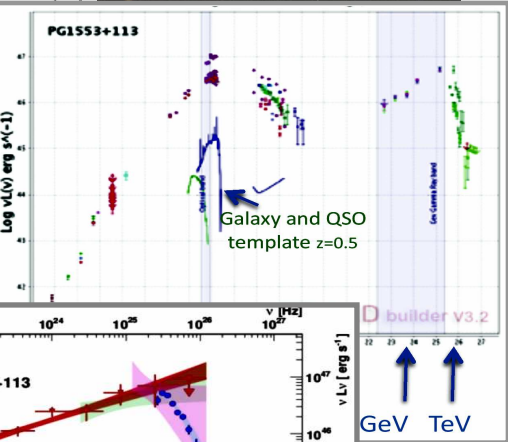 PG1553+113
Log νL(ν) erg s^(−1)
47
46
45
44
43
42
Optical band
Gev Gamma Ray band
Galaxy and QSO
template z=0.5
D builder V3.2
22 23 24 25 26 27
GeV TeV
ν [Hz]
10²⁴ 10²⁵ 10²⁶ 10²⁷
+113
10⁴⁷
10⁴⁶
ν Lν [erg s⁻¹]